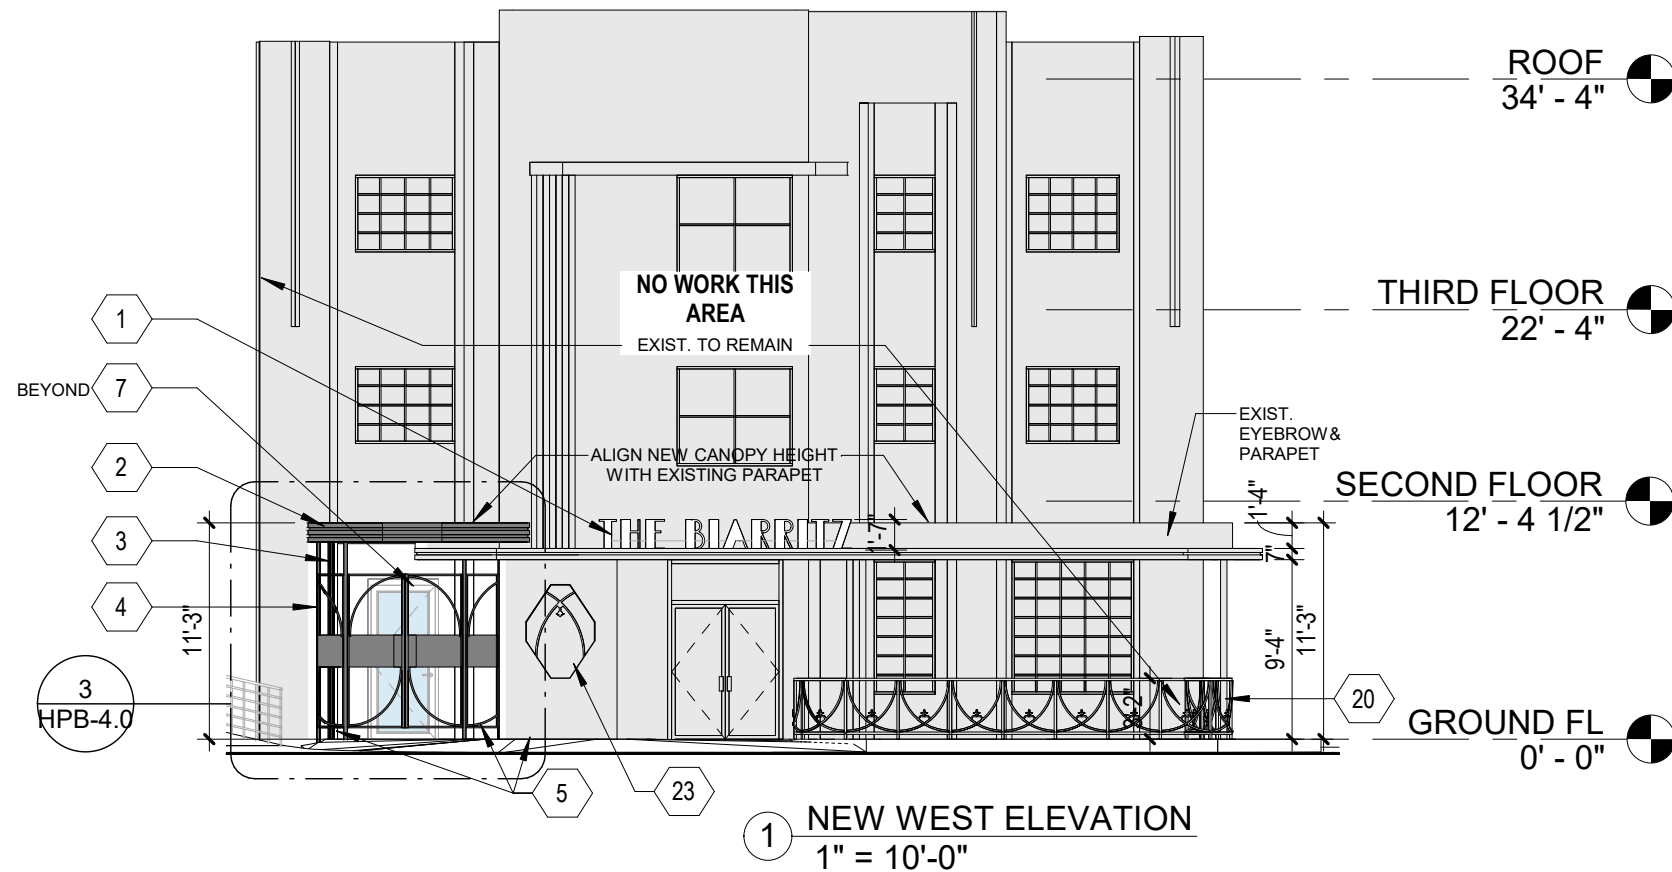 ROOF
34' - 4"
THIRD FLOOR
22' - 4"
NO WORK THIS
AREA
EXIST. TO REMAIN
1
BEYOND 7
2
3
4
EXIST.
EYEBROW &
PARAPET
ALIGN NEW CANOPY HEIGHT
WITH EXISTING PARAPET
SECOND FLOOR
12' - 4 1/2"
THE BIARRITZ
1'-7"
1'-4"
7"
11'-3"
9'-4"
11'-3"
3
HPB-4.0
20
GROUND FL
0' - 0"
5
23
1 NEW WEST ELEVATION
1" = 10'-0"